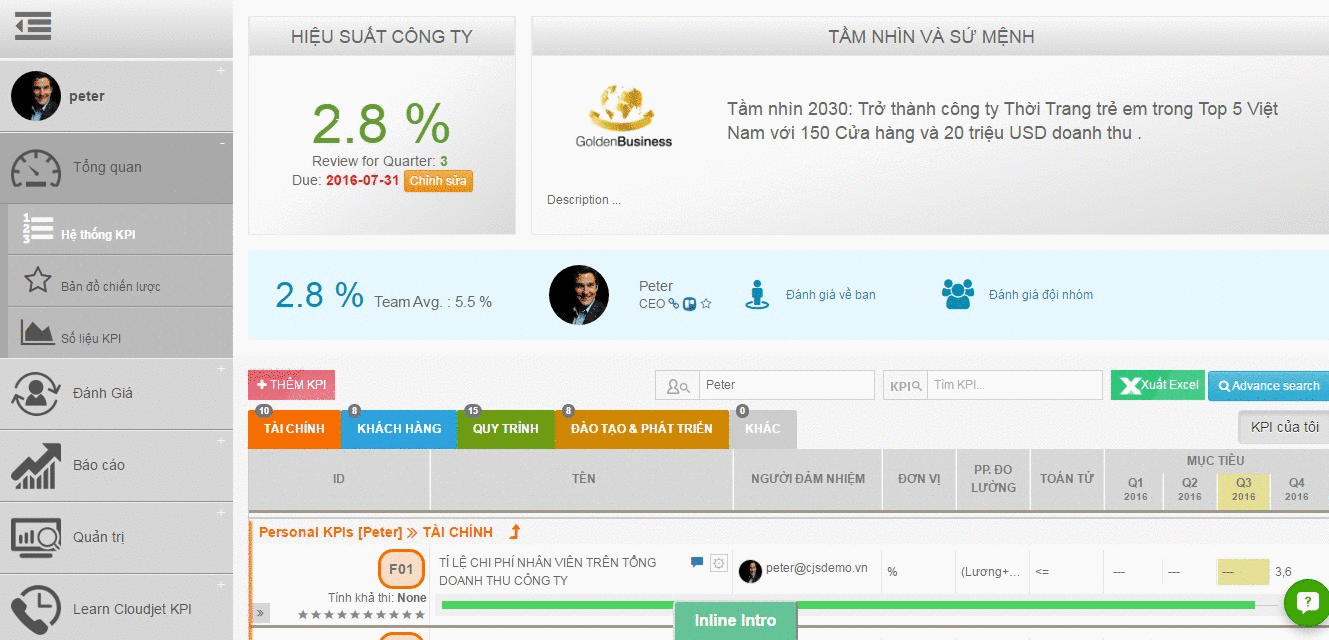 HIỆU SUẤT CÔNG TY
2.8 %
Review for Quarter: 3
Due: 2016-07-31 Chỉnh sửa
TẦM NHÌN VÀ SỨ MỆNH
GoldenBusiness
Tầm nhìn 2030: Trở thành công ty Thời Trang trẻ em trong Top 5 Việt
Nam với 150 Cửa hàng và 20 triệu USD doanh thu .
Description ...
peter
Tổng quan
Hệ thống KPI
Bản đồ chiến lược
Số liệu KPI
Đánh Giá
Báo cáo
Quản trị
Learn Cloudjet KPI
2.8 % Team Avg. : 5.5 %
Peter
CEO
Đánh giá về bạn
Đánh giá đội nhóm
+ THÊM KPI
Peter
KPI Tìm KPI...
Xuất Excel
Advance search
10 8 15 8 0
TÀI CHÍNH KHÁCH HÀNG QUY TRÌNH ĐÀO TẠO & PHÁT TRIỂN KHÁC
KPI của tôi
ID TÊN NGƯỜI ĐẢM NHIỆM ĐƠN VỊ PP. ĐO LƯỜNG TOÁN TỬ MỤC TIÊU
Q1 Q2 Q3 Q4
2016 2016 2016 2016
Personal KPIs [Peter] » TÀI CHÍNH
F01
TỈ LỆ CHI PHÍ NHÂN VIÊN TRÊN TỔNG
DOANH THU CÔNG TY
peter@cjsdemo.vn % (Lương+... <= --- --- --- 3,6
Tính khả thi: None
»
Inline Intro
?